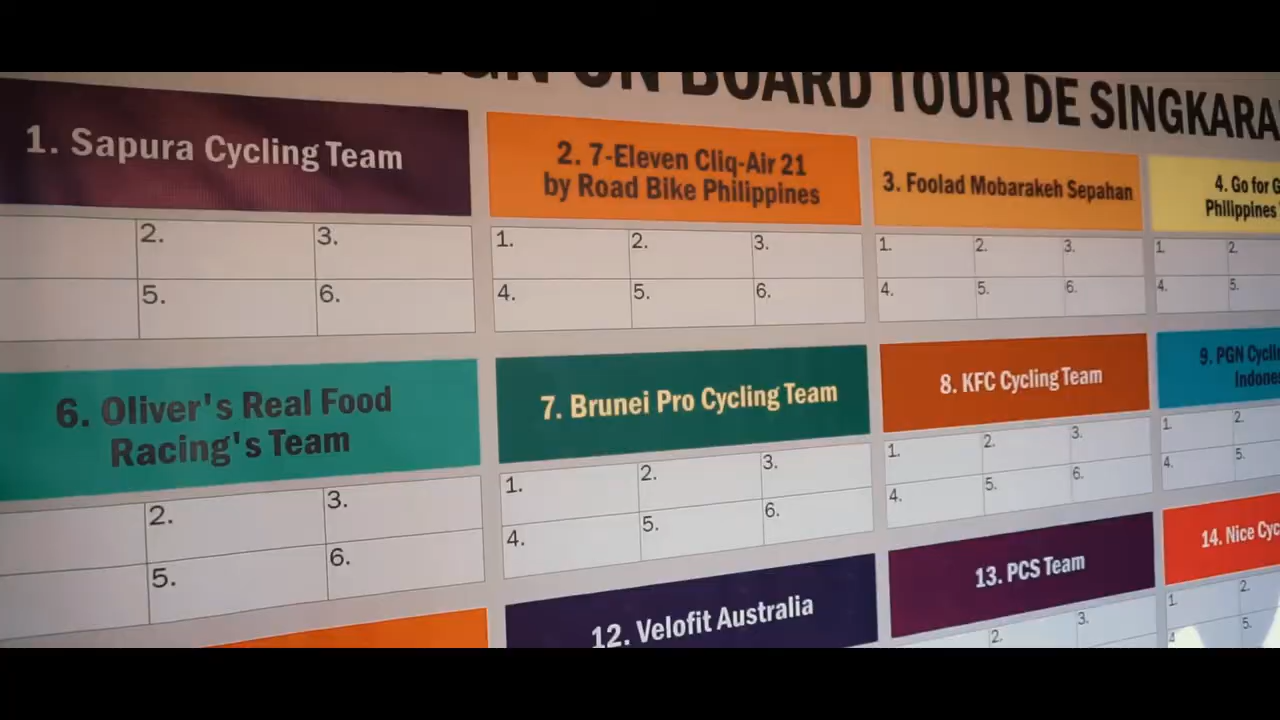 ON BOARD TOUR DE SINGKARA
1. Sapura Cycling Team
2. 7-Eleven Cliq-Air 21
by Road Bike Philippines
3. Foolad Mobarakeh Sepahan
4. Go for
Philippines
2. 3.
1. 2. 3.
1. 2. 3.
1. 2.
5. 6.
4. 5. 6.
4. 5. 6.
4. 5.
6. Oliver's Real Food
Racing's Team
7. Brunei Pro Cycling Team
8. KFC Cycling Team
9. PGN
2. 3.
1. 2. 3.
1. 2. 3.
1. 2.
5. 6.
4. 5. 6.
4. 5. 6.
4. 5.
12. Velofit Australia
13. PCS Team
14. Nice
2. 3.
1. 2.
4 5.